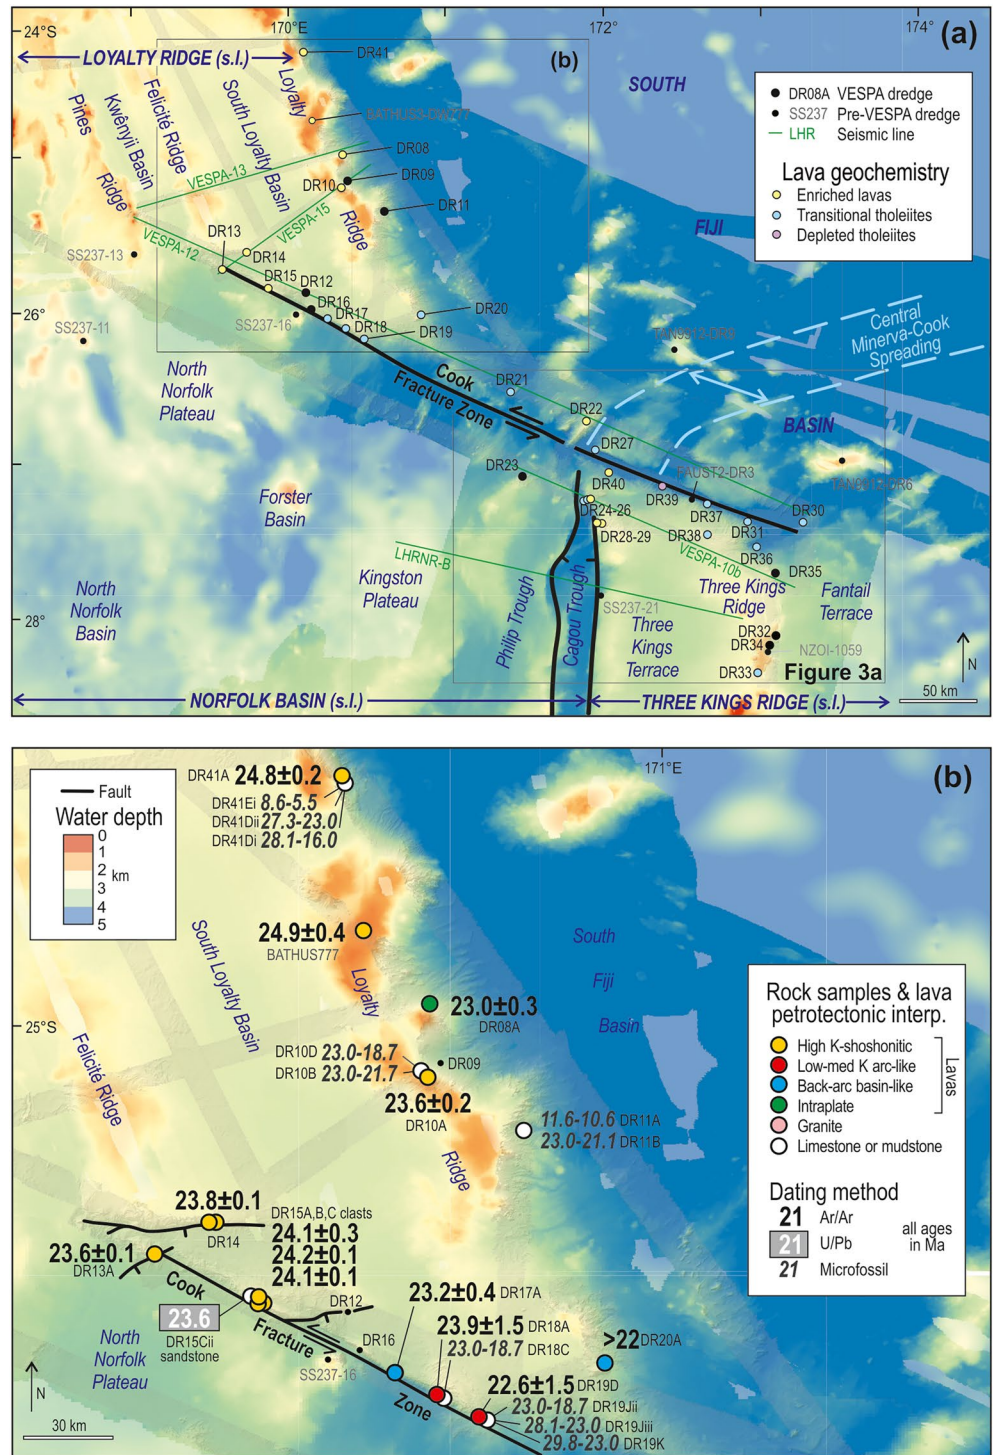 170°E
172°
174°
24°S
(a)
LOYALTY RIDGE (s.l.)
DR41
(b)
SOUTH
Loyalty
Pines
Kwênyii Basin
Felicité Ridge
South Loyalty Basin
BATHUS3-DW777
DR08A VESPA dredge
SS237 Pre-VESPA dredge
LHR Seismic line
Lava geochemistry
Enriched lavas
Transitional tholeiites
Depleted tholeiites
DR08
DR09
VESPA-13
DR10
Ridge
DR11
Ridge
VESPA-15
VESPA-12
DR13
FIJI
SS237-13
DR14
DR15
DR12
DR16
DR17
DR20
26°
SS237-16
DR18
DR19
SS237-11
TAN9912-DR9
Central
Minerva-Cook
Spreading
North
Norfolk
Plateau
Cook
Fracture Zone
DR21
DR22
BASIN
DR27
DR23
FAUST2-DR3
TAN9912-DR6
DR40
DR39
Forster
Basin
DR24-26
DR37
DR30
DR31
DR28-29
DR38
DR36
LHRNR-B
VESPA-10b
DR35
Kingston
Plateau
Three Kings
Ridge
Fantail
Terrace
North
Norfolk
Basin
Philip Trough
Cagou Trough
SS237-21
28°
Three
Kings
Terrace
DR32
DR34
NZOI-1059
DR33
Figure 3a
N
50 km
NORFOLK BASIN (s.l.)
THREE KINGS RIDGE (s.l.)
171°E
(b)
Fault
Water depth
0
1
2
3
4
5
km
DR41A 24.8±0.2
DR41Ei 8.6-5.5
DR41Dii 27.3-23.0
DR41Di 28.1-16.0
24.9±0.4
BATHUS777
South Loyalty Basin
Loyalty
South
Fiji
Basin
23.0±0.3
DR08A
25°S
Rock samples & lava
petrotectonic interp.
High K-shoshonitic
Low-med K arc-like
Back-arc basin-like
Intraplate
Lavas
Granite
Limestone or mudstone
Dating method
21 Ar/Ar
21 U/Pb
21 Microfossil
all ages
in Ma
Felicité Ridge
DR10D 23.0-18.7
DR10B 23.0-21.7
DR09
23.6±0.2
DR10A
11.6-10.6 DR11A
23.0-21.1 DR11B
Ridge
23.8±0.1
DR14
DR15A,B,C clasts
24.1±0.3
24.2±0.1
24.1±0.1
23.6±0.1
DR13A
Cook
23.6
DR15Cii
sandstone
DR12
Fracture
DR16
SS237-16
23.2±0.4 DR17A
23.9±1.5 DR18A
23.0-18.7 DR18C
>22 DR20A
North
Norfolk
Plateau
Zone
22.6±1.5 DR19D
23.0-18.7 DR19Jii
28.1-23.0 DR19Jiii
29.8-23.0 DR19K
N
30 km